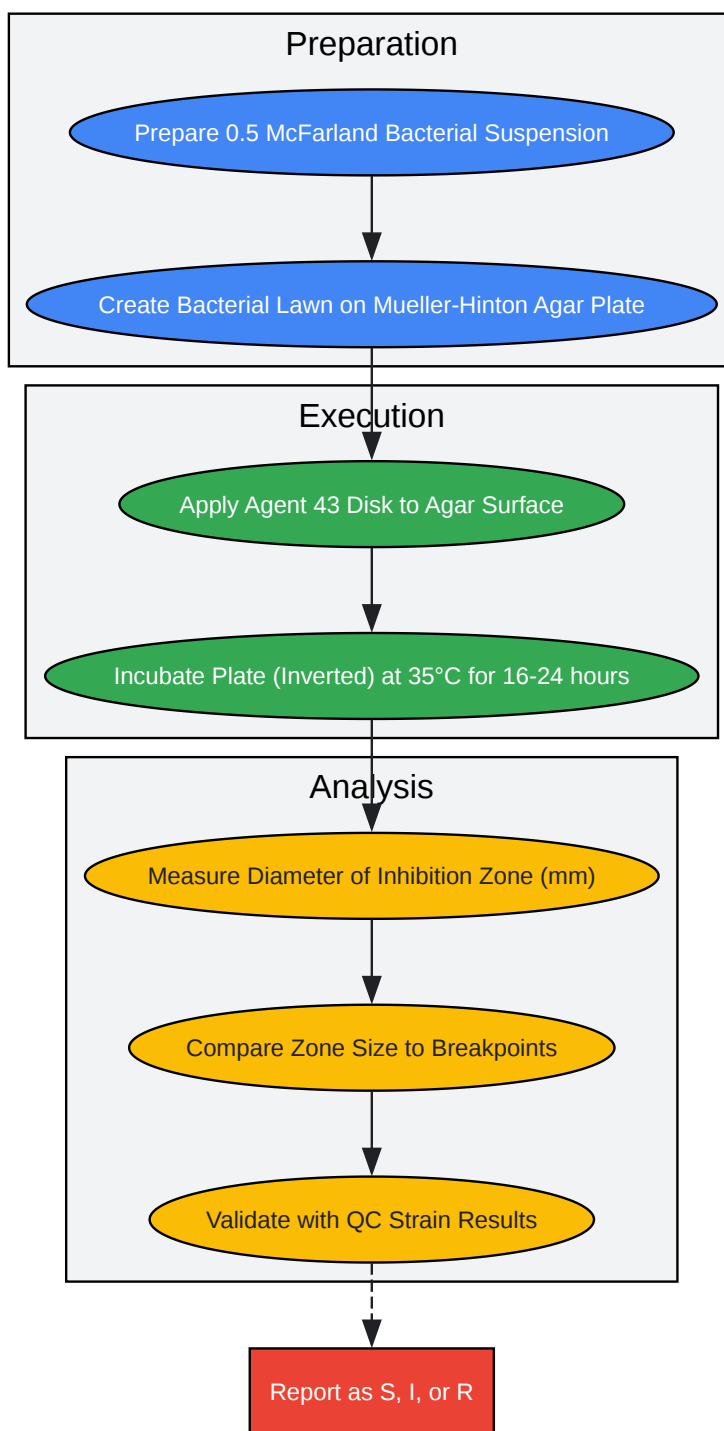 Preparation
Prepare 0.5 McFarland Bacterial Suspension
Create Bacterial Lawn on Mueller-Hinton Agar Plate
Execution
Apply Agent 43 Disk to Agar Surface
Incubate Plate (Inverted) at 35°C for 16-24 hours
Analysis
Measure Diameter of Inhibition Zone (mm)
Compare Zone Size to Breakpoints
Validate with QC Strain Results
Report as S, I, or R